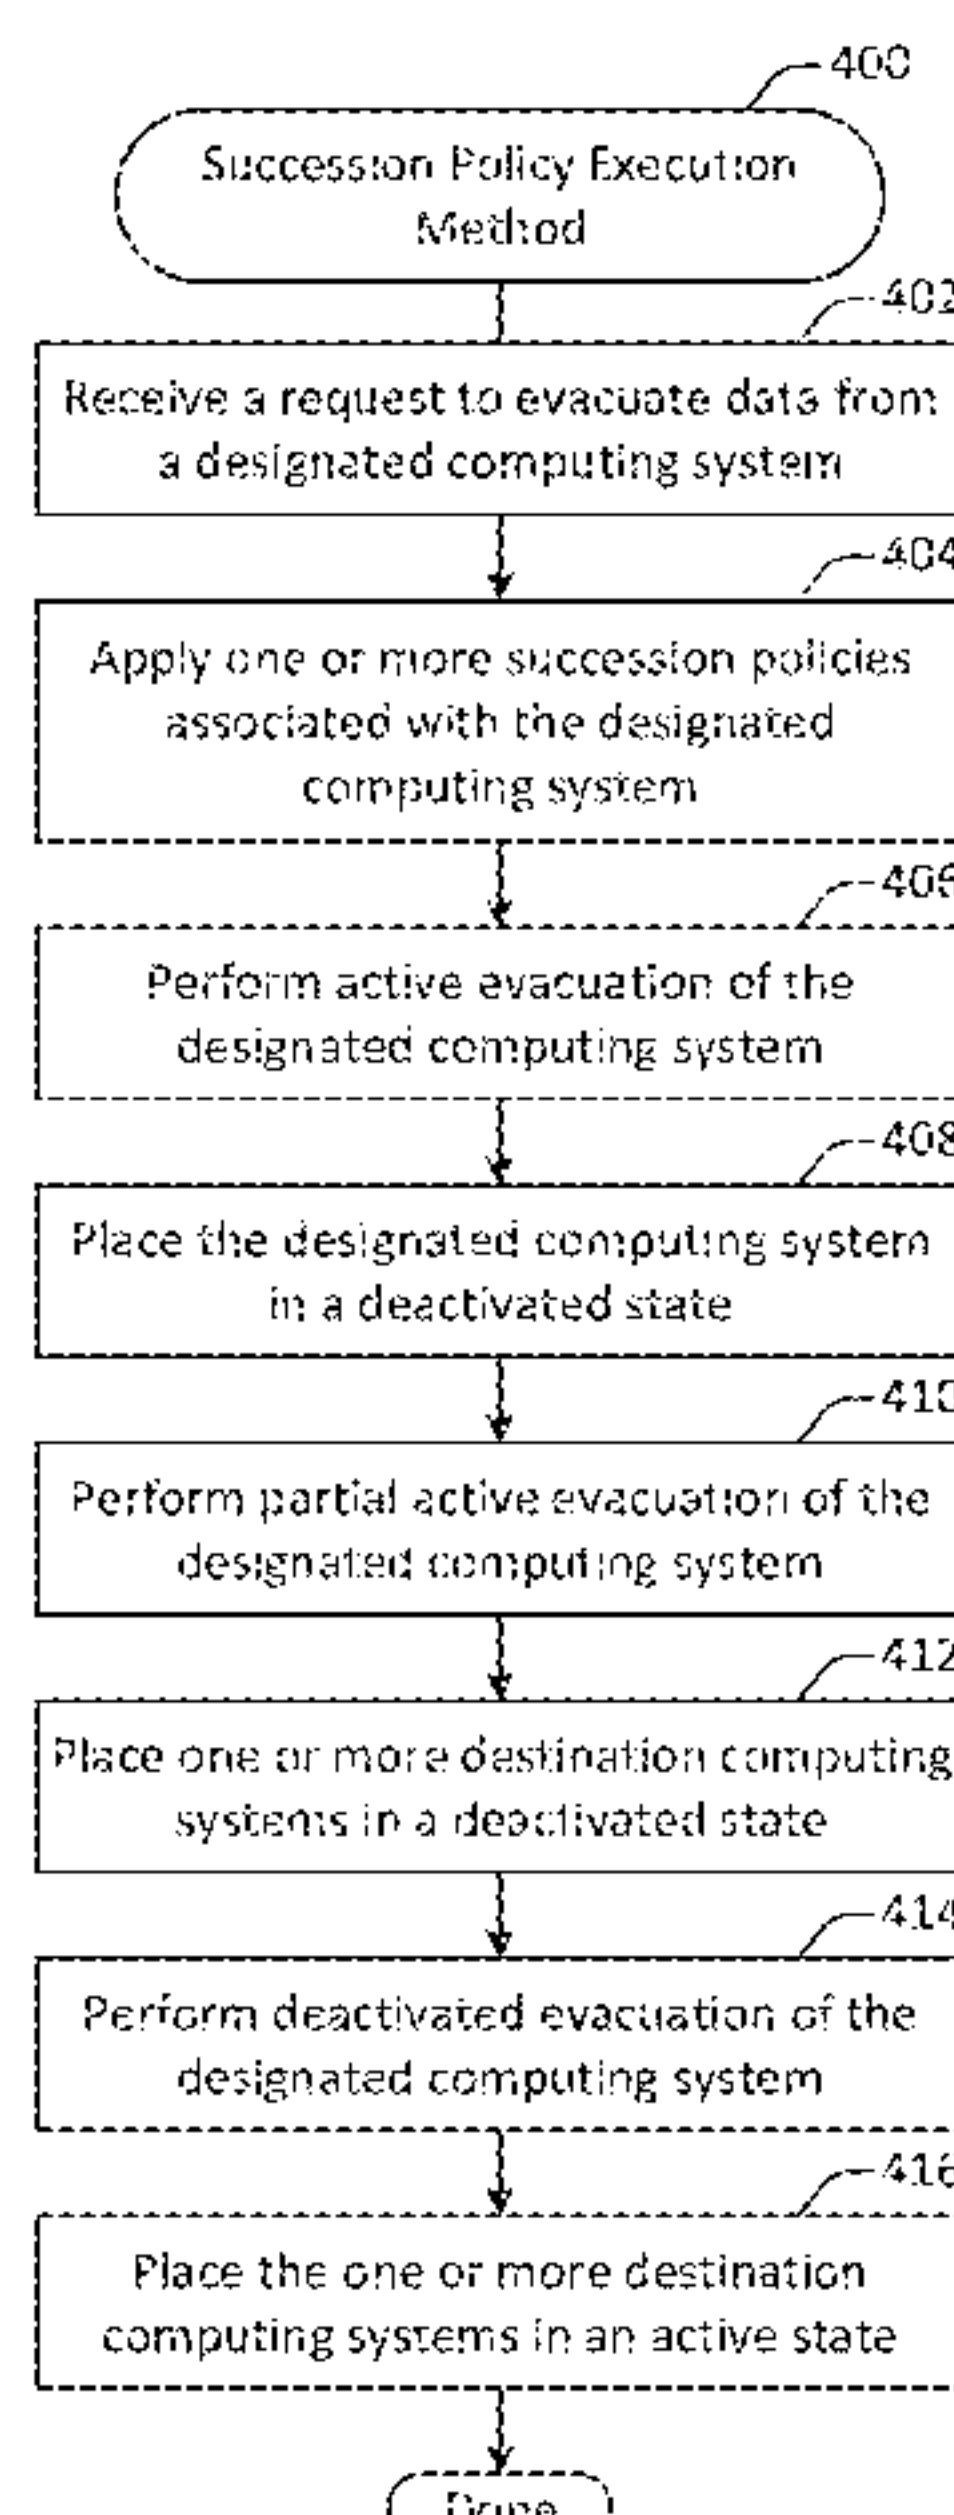 400
Succession Policy Execution
Method
402
Receive a request to evacuate data from
a designated computing system
404
Apply one or more succession policies
associated with the designated
computing system
406
Perform active evacuation of the
designated computing system
408
Place the designated computing system
in a deactivated state
410
Perform partial active evacuation of the
designated computing system
412
Place one or more destination computing
systems in a deactivated state
414
Perform deactivated evacuation of the
designated computing system
416
Place the one or more destination
computing systems in an active state
Done